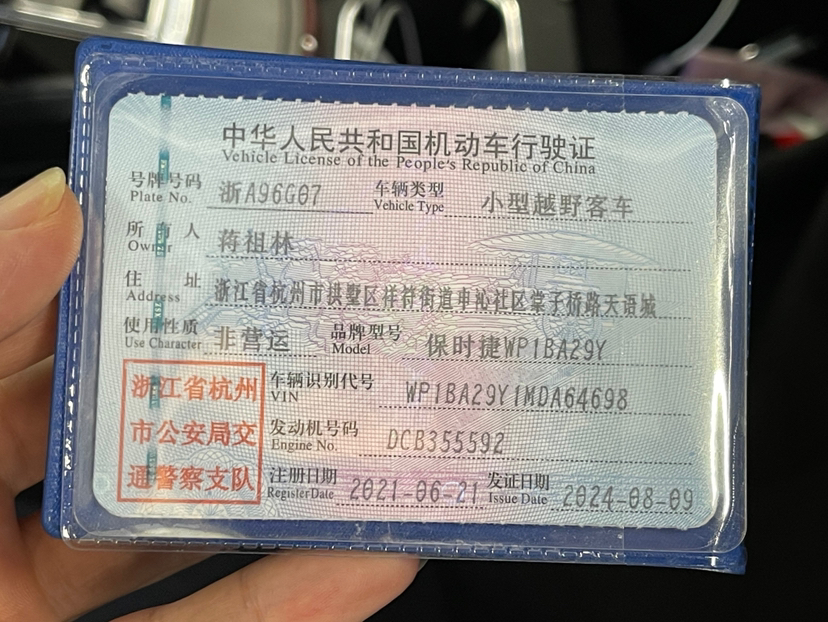 中华人民共和国机动车行驶证
Vehicle License of the People's Republic of China
号牌号码 浙A96G07 车辆类型 小型越野客车
Plate No. Vehicle Type
所有人 蒋祖林
Owner
住址 浙江省杭州市拱墅区祥符街道申沁社区棠子桥路天语城
Address
使用性质 非营运 品牌型号 保时捷WP1BA29Y
Use Character Model
浙江省杭州 车辆识别代号 WP1BA29Y1MDA64698
VIN
市公安局交 发动机号码 DCB355592
Engine No.
通警察支队 注册日期 2021-06-21 发证日期 2024-08-09
Register Date Issue Date